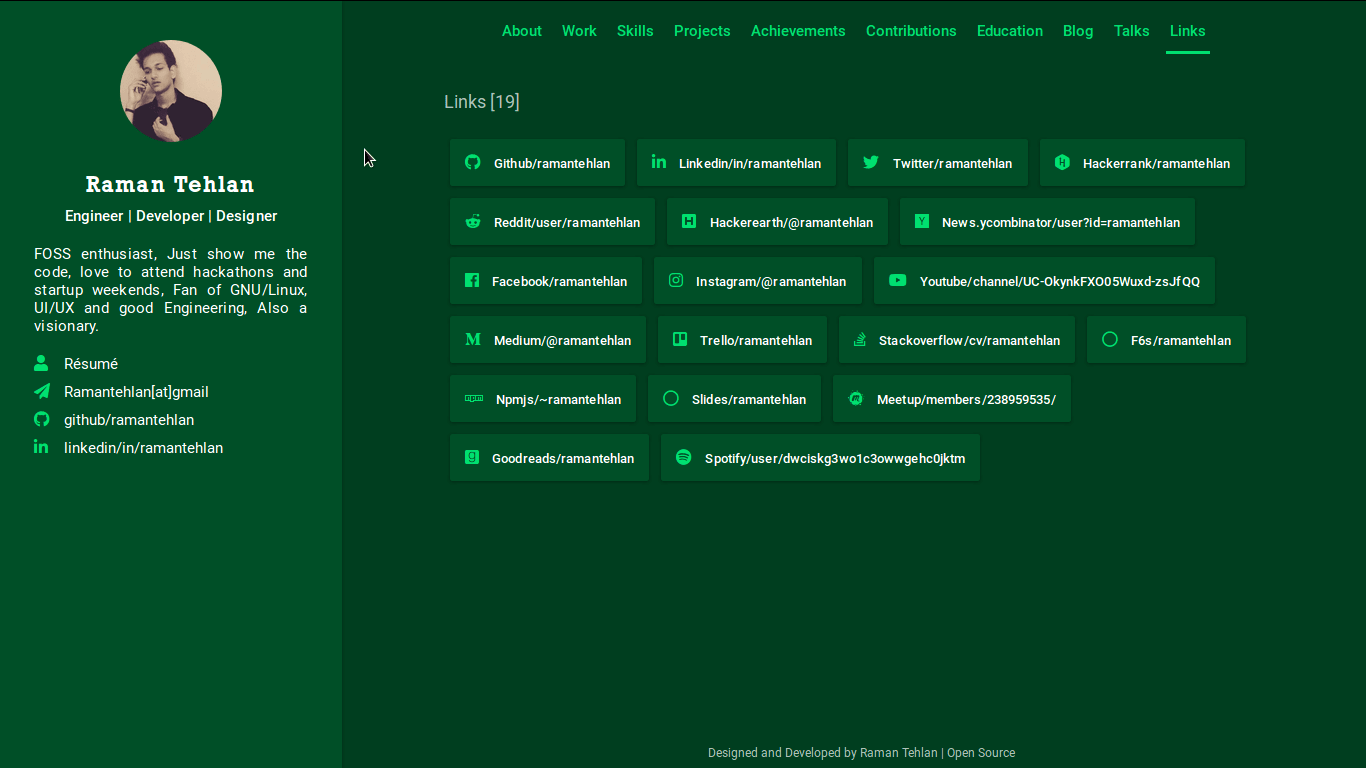 Raman Tehlan
Engineer | Developer | Designer
FOSS enthusiast, Just show me the
code, love to attend hackathons and
startup weekends, Fan of GNU/Linux,
UI/UX and good Engineering, Also a
visionary.
Résumé
Ramantehlan[at]gmail
github/ramantehlan
linkedin/in/ramantehlan
About Work Skills Projects Achievements Contributions Education Blog Talks Links
Links [19]
Github/ramantehlan Linkedin/in/ramantehlan Twitter/ramantehlan Hackerrank/ramantehlan
Reddit/user/ramantehlan Hackerearth/@ramantehlan News.ycombinator/user?id=ramantehlan
Facebook/ramantehlan Instagram/@ramantehlan Youtube/channel/UC-OkynkFXO05Wuxd-zsJfQQ
Medium/@ramantehlan Trello/ramantehlan Stackoverflow/cv/ramantehlan F6s/ramantehlan
Npmjs/~ramantehlan Slides/ramantehlan Meetup/members/238959535/
Goodreads/ramantehlan Spotify/user/dwciskg3wo1c3owwgehc0jktm
Designed and Developed by Raman Tehlan | Open Source